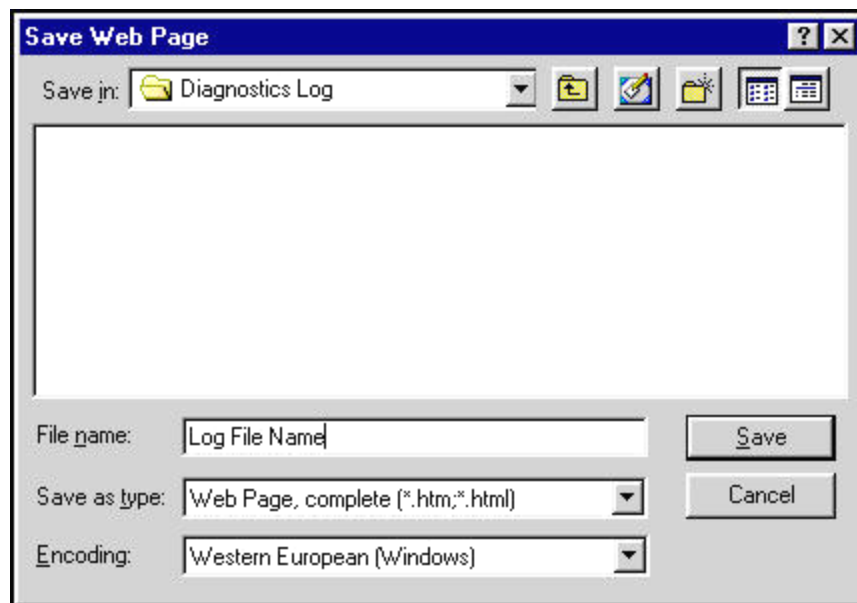 Save Web Page
Save in: Diagnostics Log
File name: Log File Name Save
Save as type: Web Page, complete (*.htm;*.html) Cancel
Encoding: Western European (Windows)